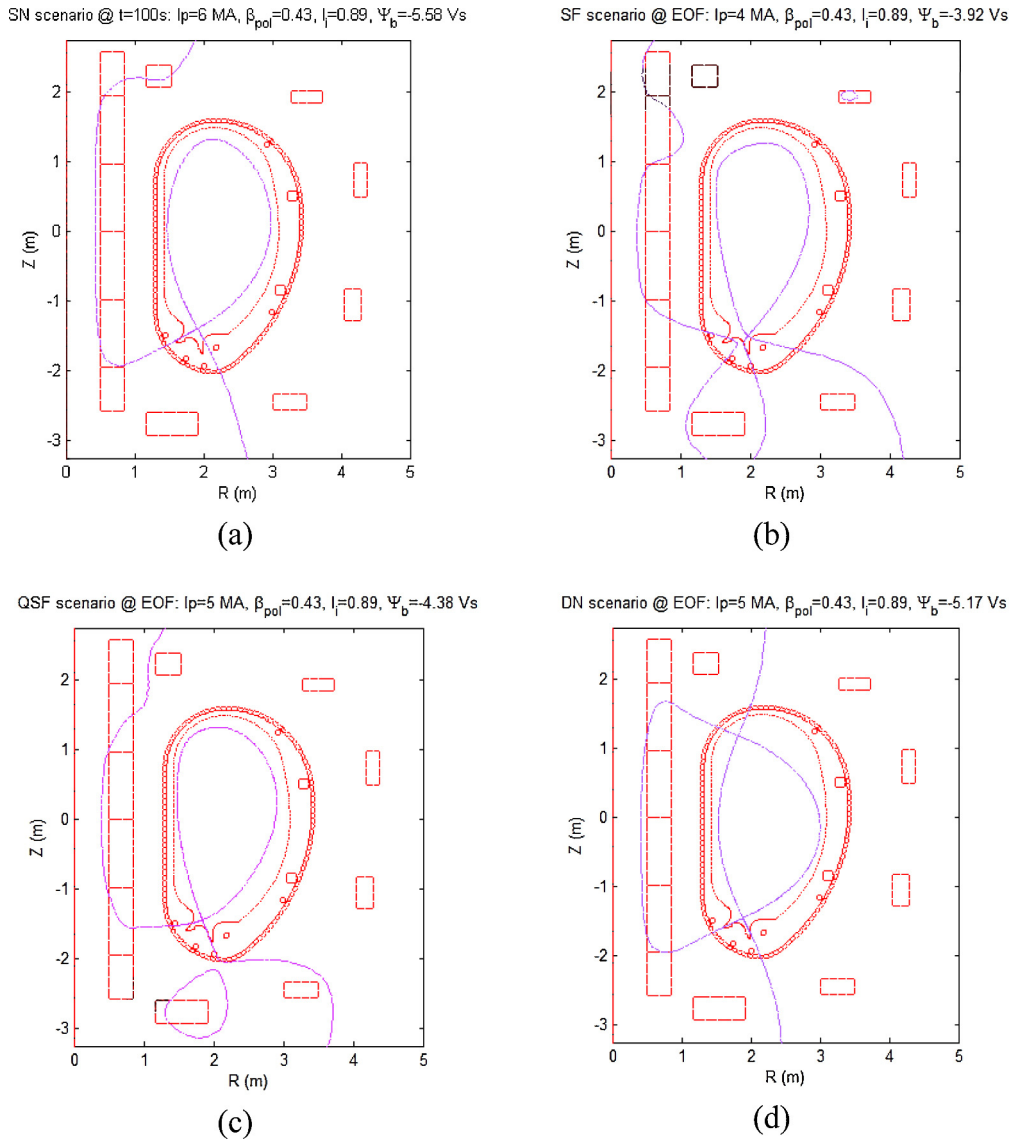 SN scenario @ t=100s: Ip=6 MA, βpol=0.43, li=0.89, Ψb=-5.58 Vs
2
1
0
-1
-2
-3
Z (m)
0 1 2 3 4 5
R (m)
(a)
SF scenario @ EOF: Ip=4 MA, βpol=0.43, li=0.89, Ψb=-3.92 Vs
2
1
0
-1
-2
-3
Z (m)
0 1 2 3 4 5
R (m)
(b)
QSF scenario @ EOF: Ip=5 MA, βpol=0.43, li=0.89, Ψb=-4.38 Vs
2
1
0
-1
-2
-3
Z (m)
0 1 2 3 4 5
R (m)
(c)
DN scenario @ EOF: Ip=5 MA, βpol=0.43, li=0.89, Ψb=-5.17 Vs
2
1
0
-1
-2
-3
Z (m)
0 1 2 3 4 5
R (m)
(d)